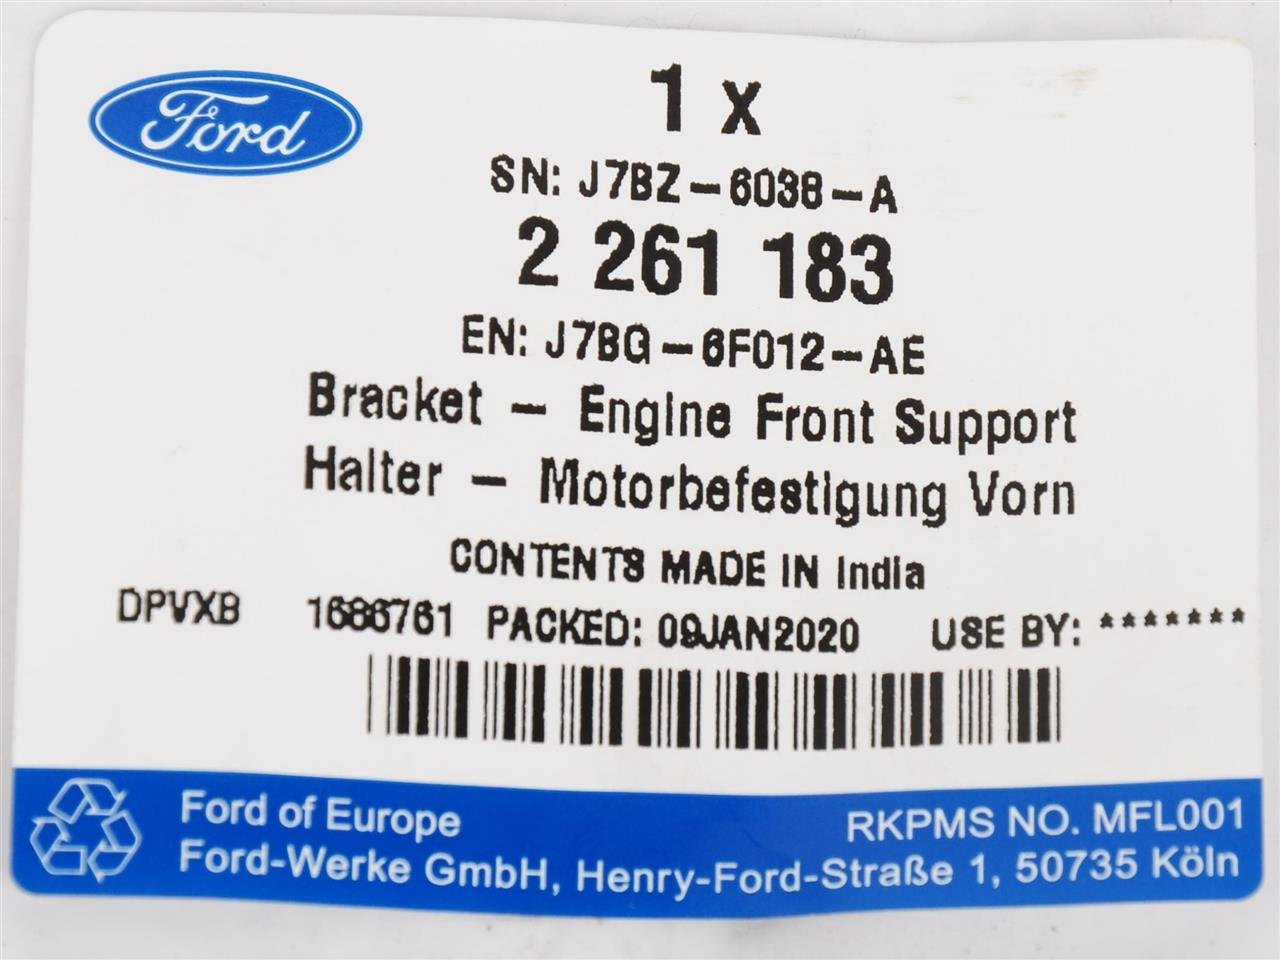 Ford
1 x
SN: J7BZ-6038-A
2 261 183
EN: J7BG-6F012-AE
Bracket - Engine Front Support
Halter - Motorbefestigung Vorn
CONTENTS MADE IN India
DPVXB 1686761 PACKED: 09JAN2020 USE BY: *******
Ford of Europe
RKPMS NO. MFL001
Ford-Werke GmbH, Henry-Ford-Straße 1, 50735 Köln